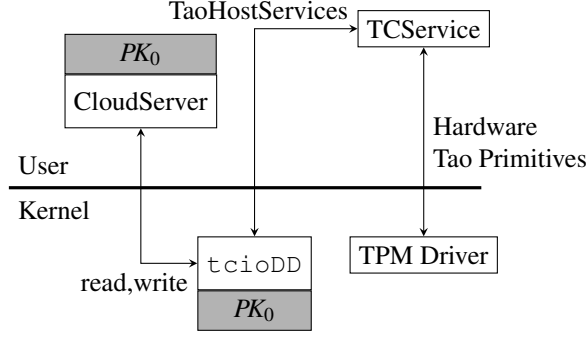 TaoHostServices
TCService
PK0
CloudServer
Hardware
Tao Primitives
User
Kernel
tcioDD
TPM Driver
read,write
PK0